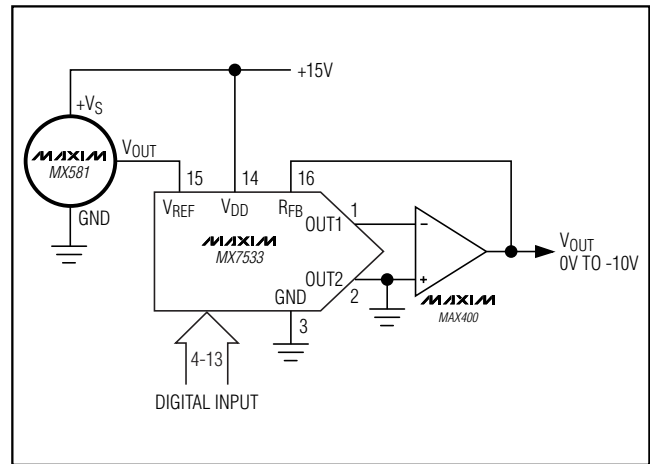 +15V
+VS
MAXIM
MX581
VOUT
GND
15
14
16
VREF
VDD
RFB
OUT1
1
MAXIM
MX7533
OUT2
2
GND
3
4-13
DIGITAL INPUT
−
+
MAXIM
MAX400
VOUT
0V TO -10V